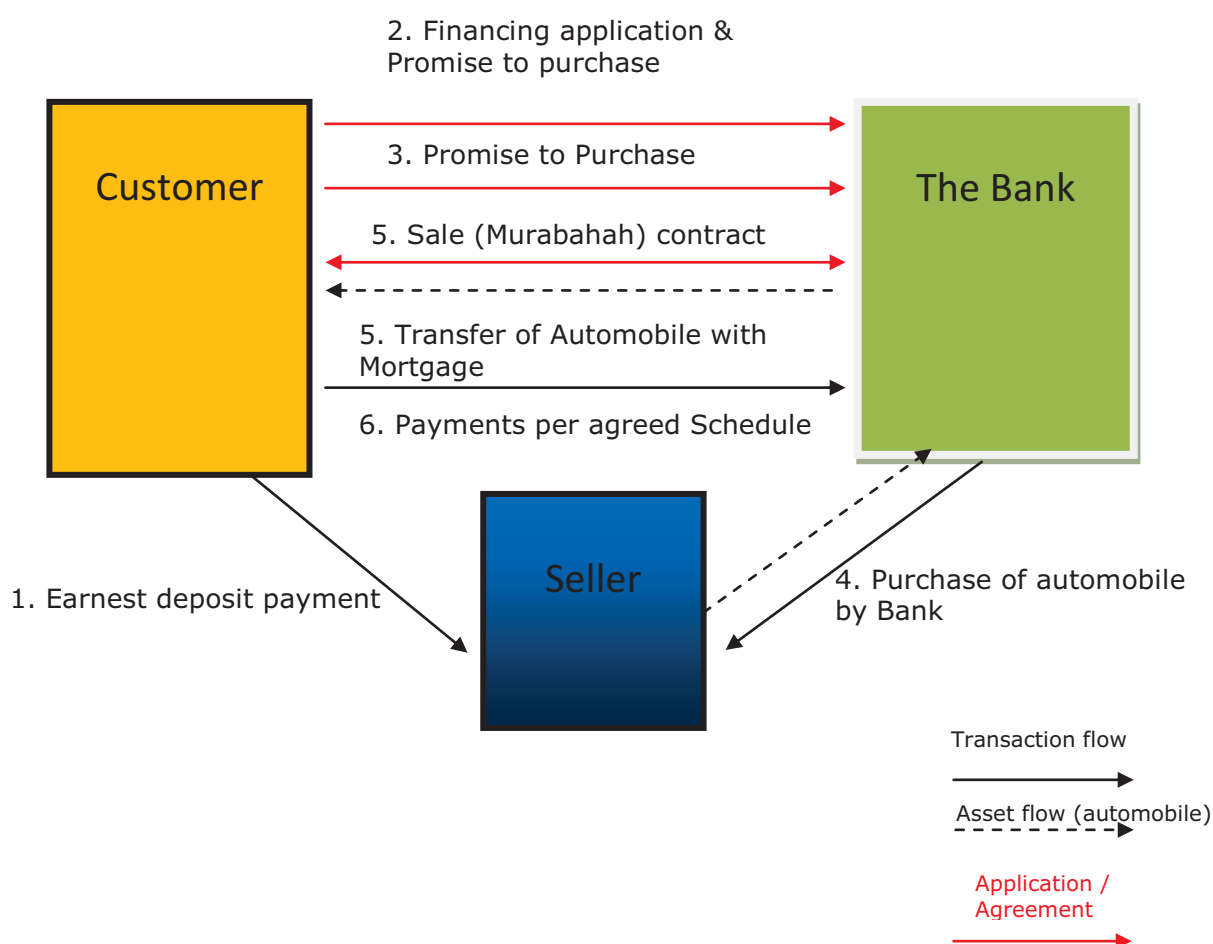 2. Financing application &
Promise to purchase
Customer
The Bank
3. Promise to Purchase
5. Sale (Murabahah) contract
5. Transfer of Automobile with
Mortgage
6. Payments per agreed Schedule
Seller
1. Earnest deposit payment
4. Purchase of automobile
by Bank
Transaction flow
Asset flow (automobile)
Application /
Agreement